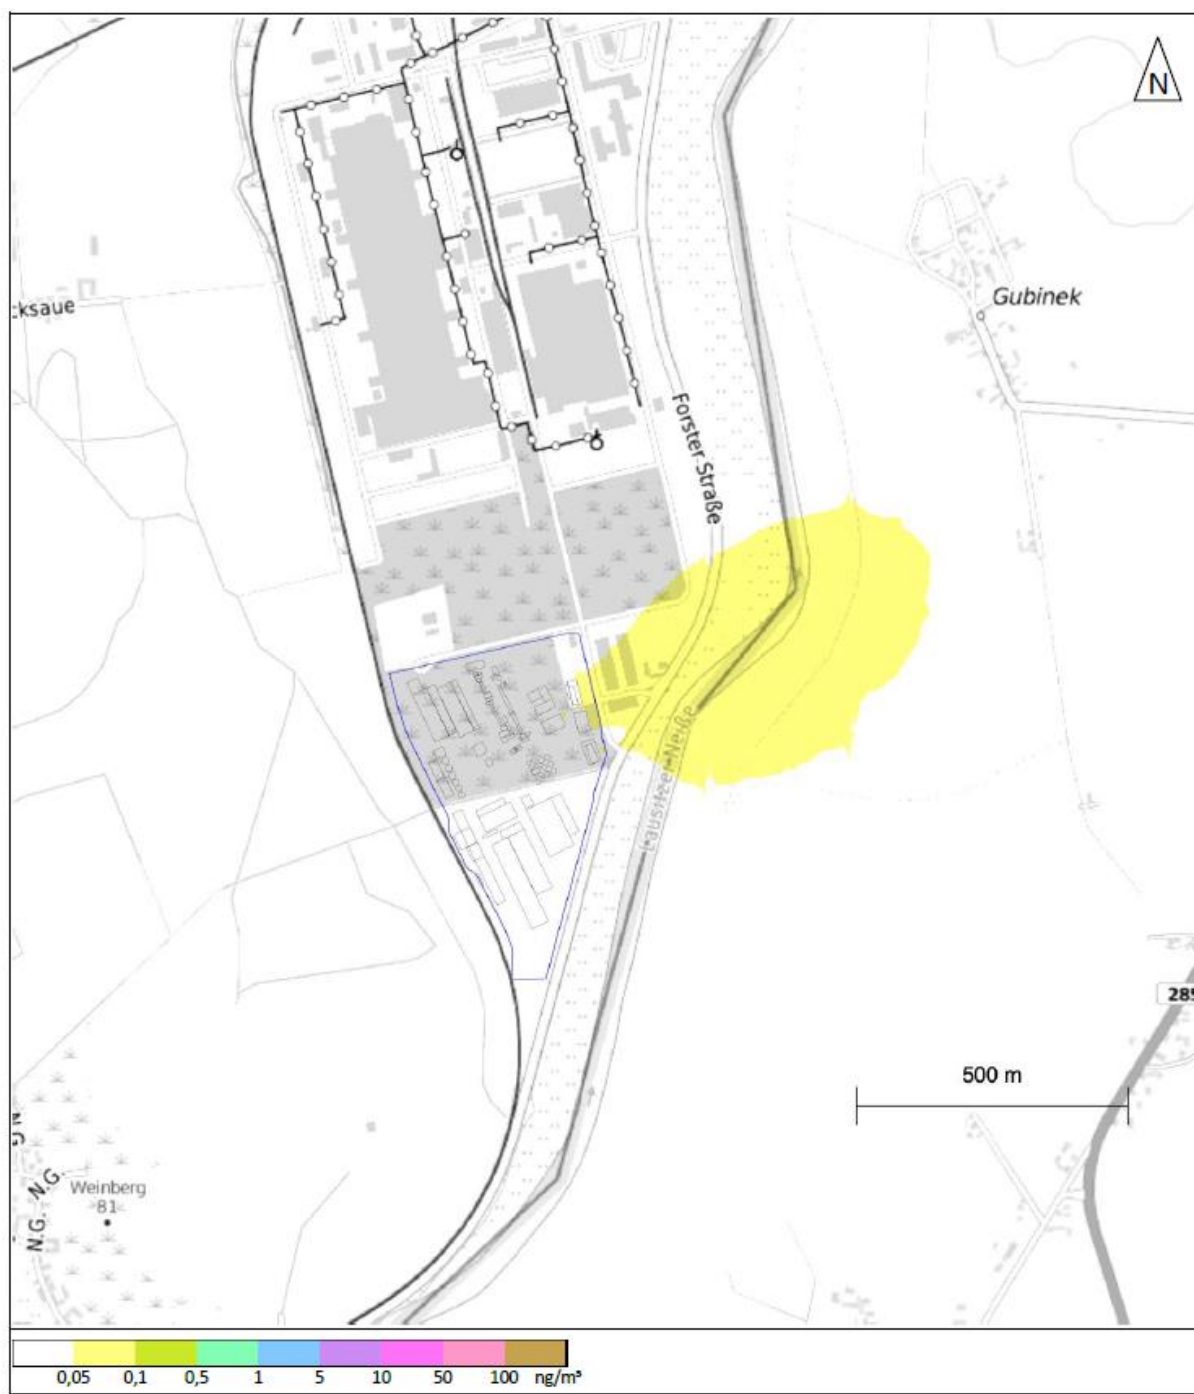 N
Gubinek
cksaue
Forster-Straße
Lausitzer Neiße
285
500 m
N.G.
N.G.
Weinberg
81
0,05 0,1 0,5 1 5 10 50 100 ng/m³